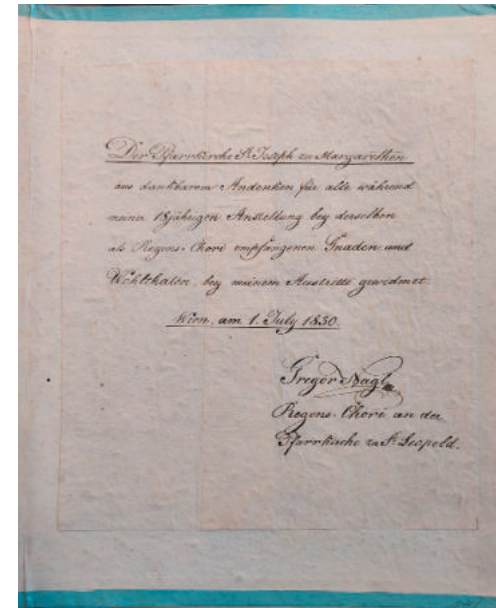 Der Pfarrkirche St. Joseph zu Margarethen
aus dankbarem Andenken für alle während
meiner 18jährigen Anstellung bey derselben
als Regens-Chori empfangenen Gnaden und
Wohlthaten, bey meinem Austritte gewidmet.
Wien, am 1. July 1830.
Gregor Nagl
Regens-Chori an der
Pfarrkirche zu St. Leopold.